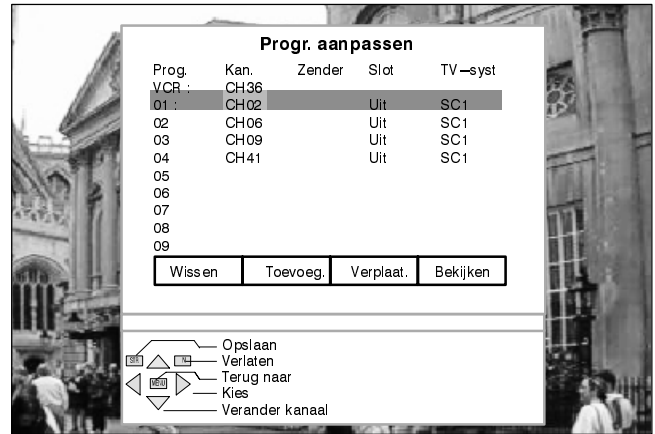 Progr. aanpassen
Prog. Kan. Zender Slot TV–syst
VCR : CH36
01 : CH02 Uit SC1
02 CH06 Uit SC1
03 CH09 Uit SC1
04 CH41 Uit SC1
05
06
07
08
09
Wissen Toevoeg. Verplaat. Bekijken
Opslaan
STR N Verlaten
MENU Terug naar
Kies
Verander kanaal